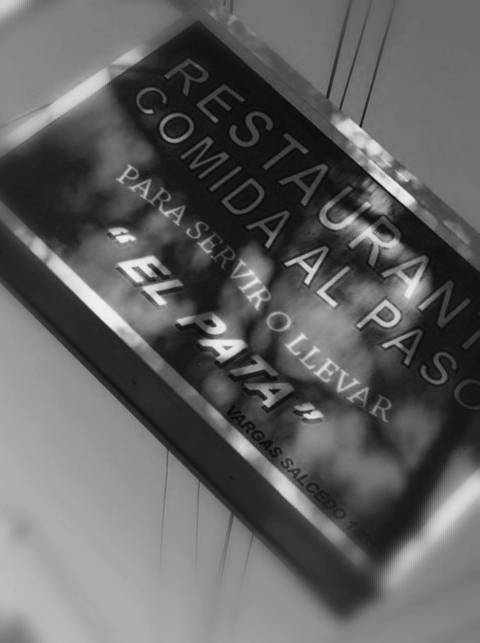 RESTAURANT
COMIDA AL PASO
PARA SERVIR O LLEVAR
“EL PATA”
VARGAS SALCEDO